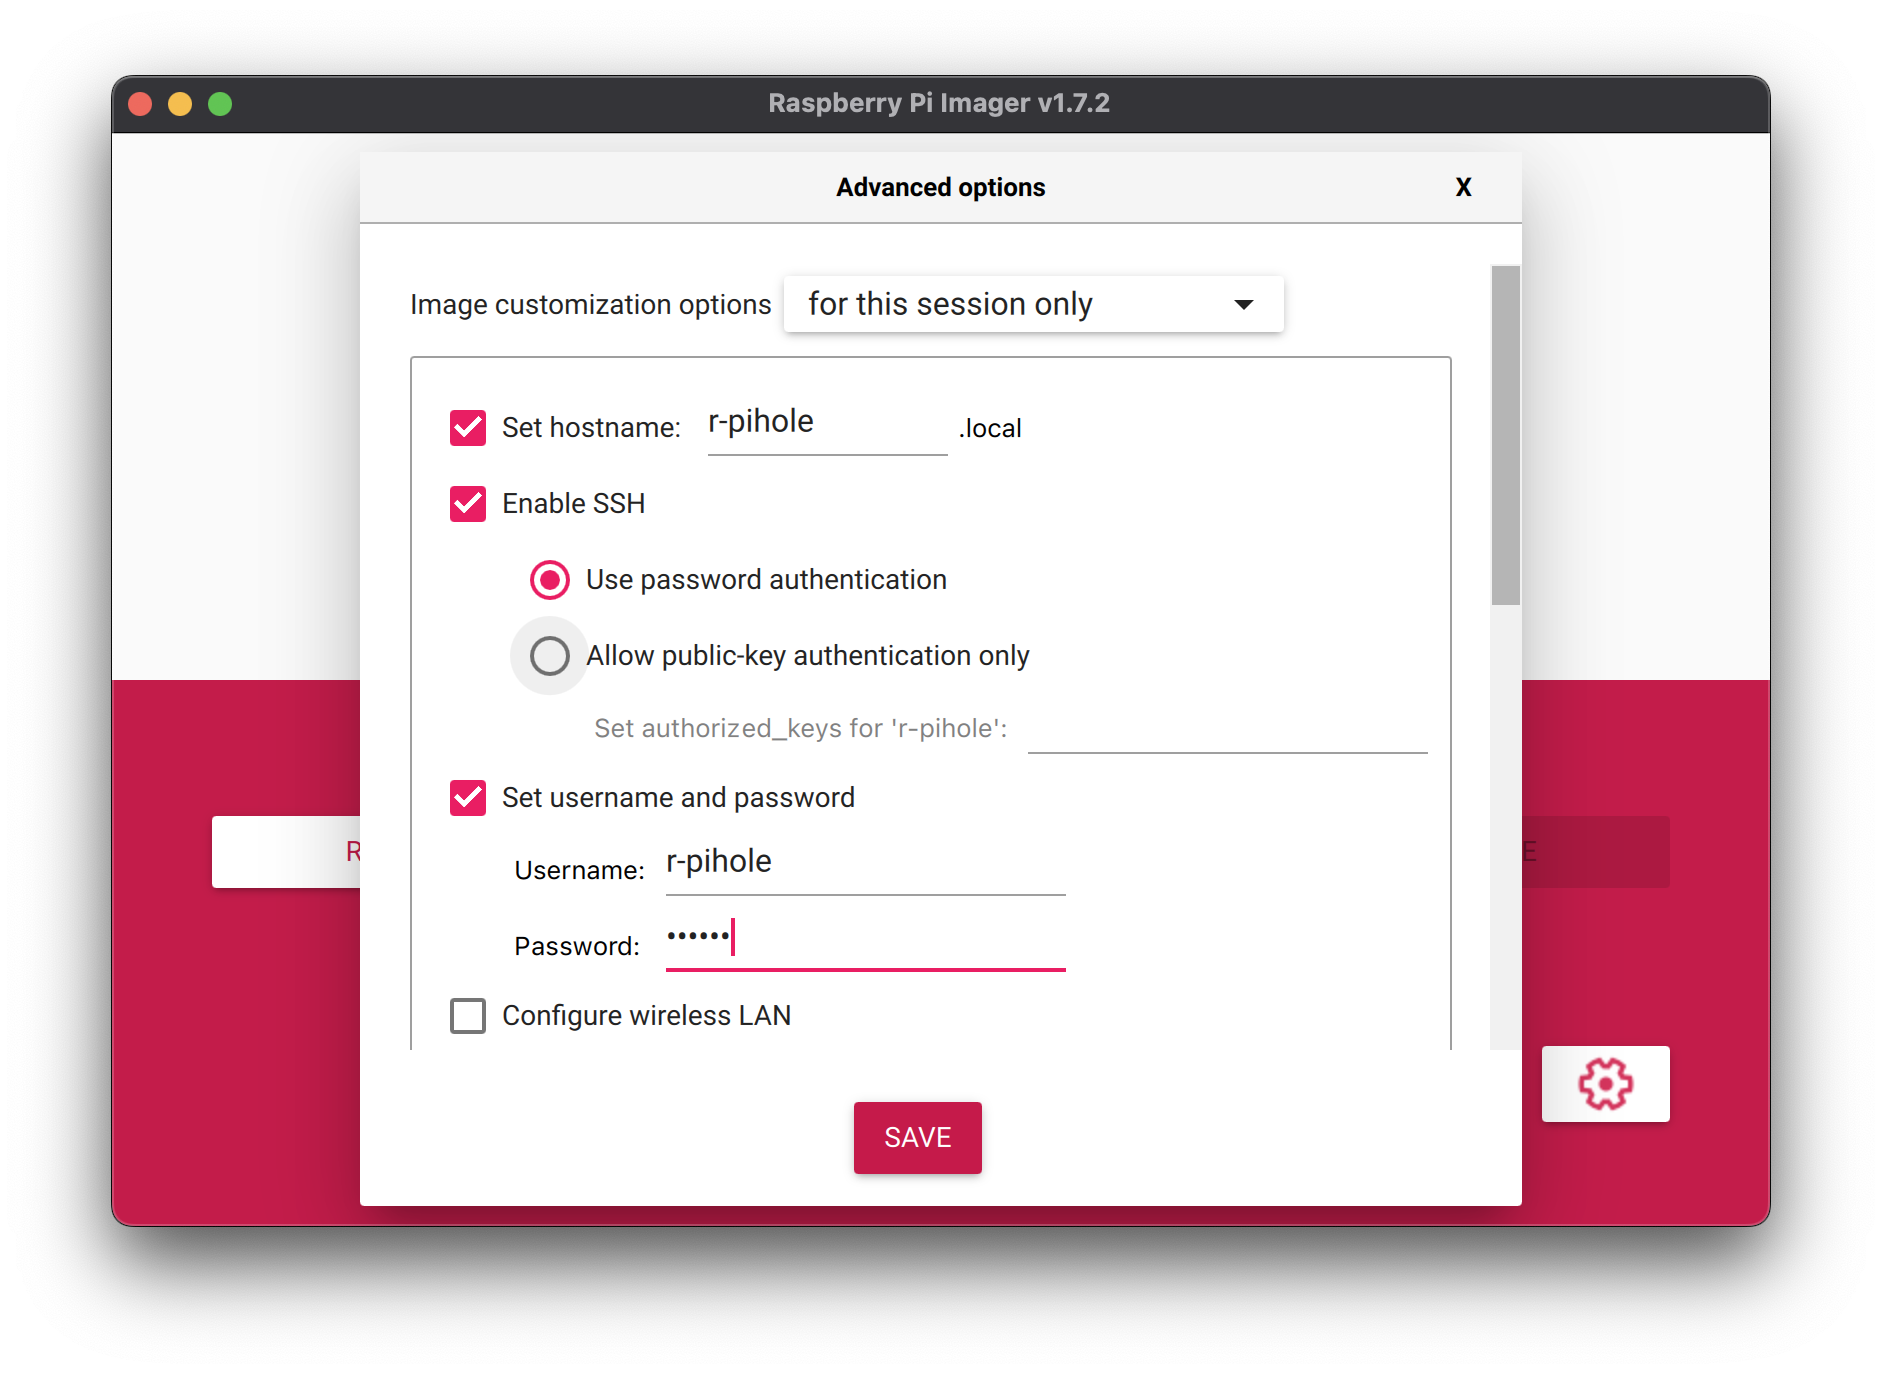 Raspberry Pi Imager v1.7.2
Advanced options X
Image customization options for this session only
Set hostname: r-pihole .local
Enable SSH
Use password authentication
Allow public-key authentication only
Set authorized_keys for 'r-pihole':
Set username and password
Username: r-pihole
R E
Password: ••••••
Configure wireless LAN
SAVE